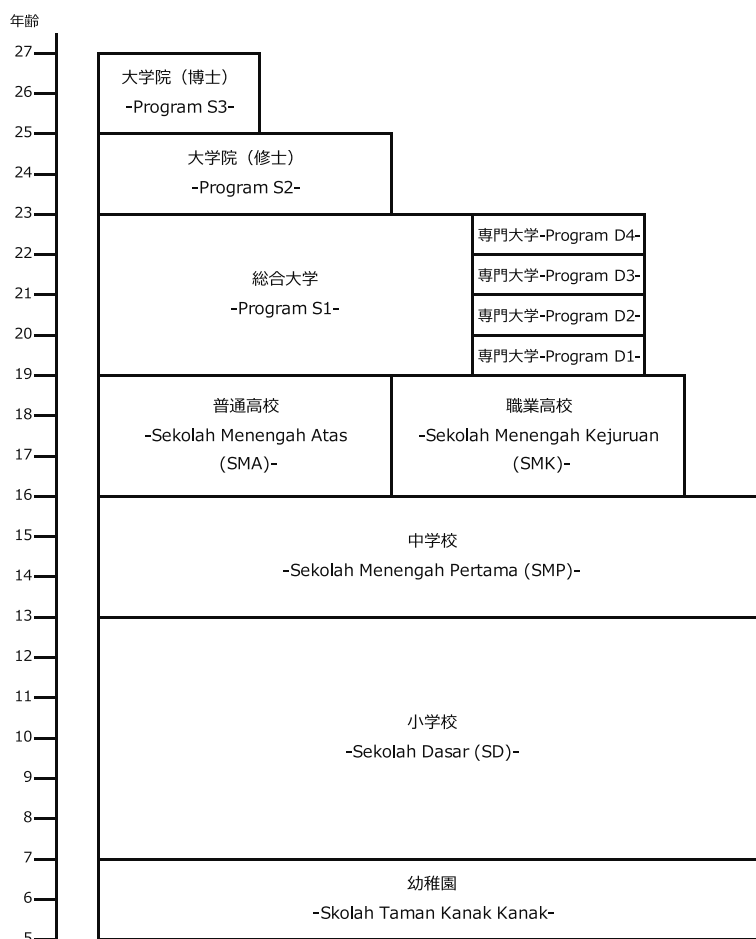 年齢
27
大学院（博士）
26
-Program S3-
25
大学院（修士）
24
-Program S2-
23
専門大学-Program D4-
22
総合大学
専門大学-Program D3-
21
-Program S1-
専門大学-Program D2-
20
専門大学-Program D1-
19
普通高校
職業高校
18
-Sekolah Menengah Atas
-Sekolah Menengah Kejuruan
17
(SMA)-
(SMK)-
16
15
中学校
14
-Sekolah Menengah Pertama (SMP)-
13
12
11
小学校
10
-Sekolah Dasar (SD)-
9
8
7
幼稚園
6
-Skolah Taman Kanak Kanak-
5